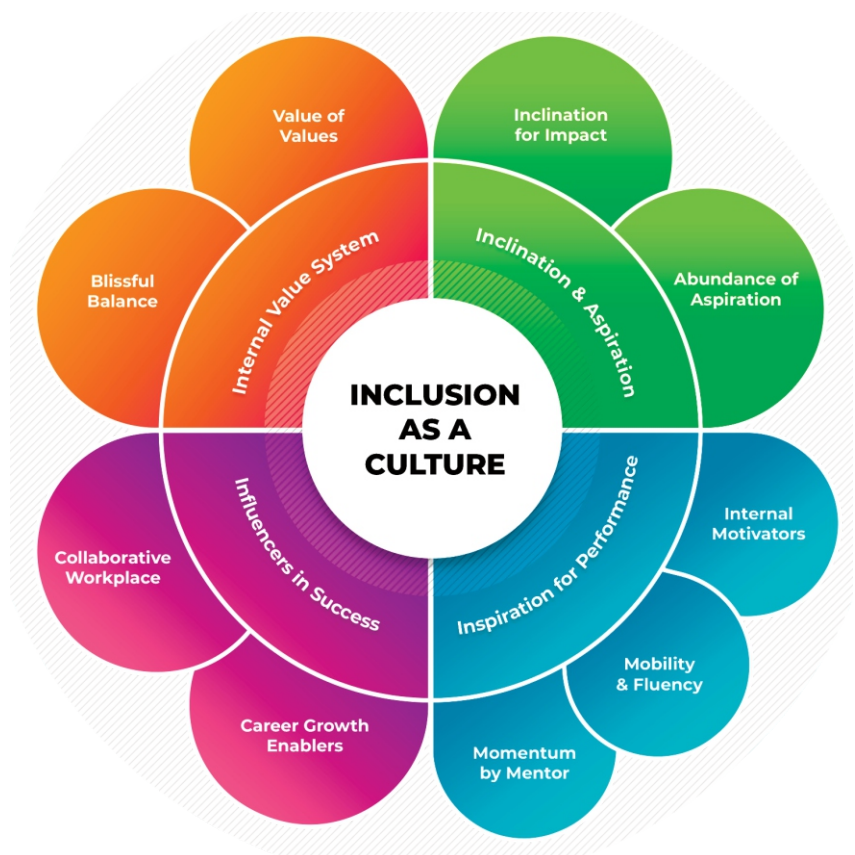 Value of
Values
Inclination
for Impact
Blissful
Balance
Internal Value System
Inclination & Aspiration
Abundance of
Aspiration
INCLUSION
AS A
CULTURE
Collaborative
Workplace
Influencers in Success
Inspiration for Performance
Internal
Motivators
Mobility
& Fluency
Career Growth
Enablers
Momentum
by Mentor